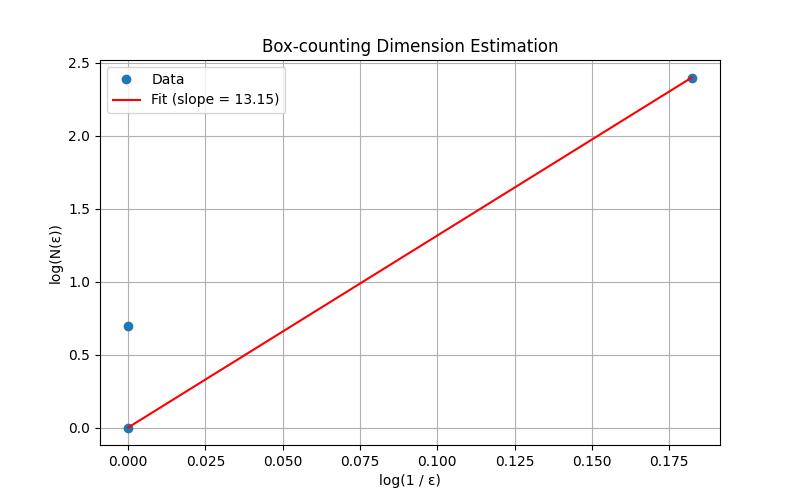 Box-counting Dimension Estimation
Data
Fit (slope = 13.15)
2.5
2.0
1.5
1.0
0.5
0.0
log(N(ε))
0.000 0.025 0.050 0.075 0.100 0.125 0.150 0.175
log(1 / ε)